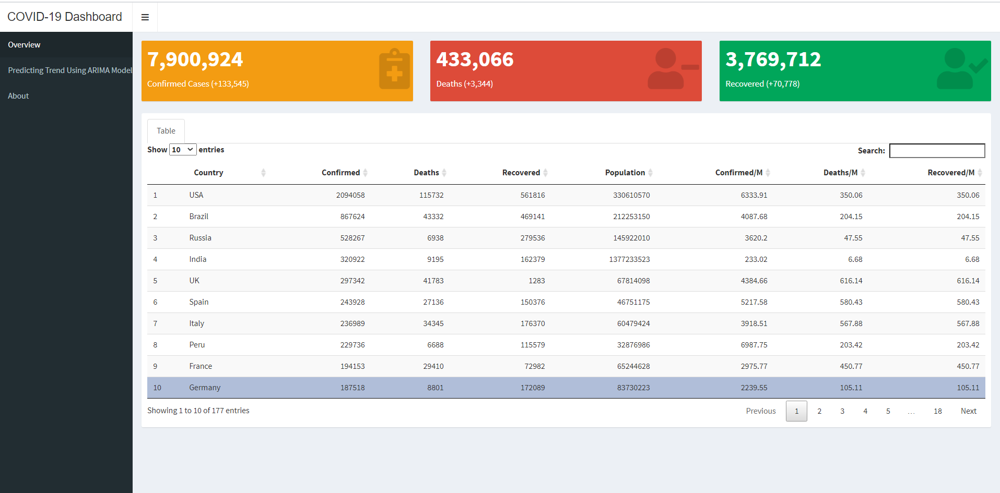 COVID-19 Dashboard
Overview
Predicting Trend Using ARIMA Model
About
7,900,924
Confirmed Cases (+133,545)
433,066
Deaths (+3,344)
3,769,712
Recovered (+70,778)
Table
Show 10 entries
Search:
Country Confirmed Deaths Recovered Population Confirmed/M Deaths/M Recovered/M
1 USA 2094058 115732 561816 330610570 6333.91 350.06 350.06
2 Brazil 867624 43332 469141 212253150 4087.68 204.15 204.15
3 Russia 528267 6938 279536 145922010 3620.2 47.55 47.55
4 India 320922 9195 162379 1377233523 233.02 6.68 6.68
5 UK 297342 41783 1283 67814098 4384.66 616.14 616.14
6 Spain 243928 27136 150376 46751175 5217.58 580.43 580.43
7 Italy 236989 34345 176370 60479424 3918.51 567.88 567.88
8 Peru 229736 6688 115579 32876986 6987.75 203.42 203.42
9 France 194153 29410 72982 65244628 2975.77 450.77 450.77
10 Germany 187518 8801 172089 83730223 2239.55 105.11 105.11
Showing 1 to 10 of 177 entries
Previous 1 2 3 4 5 … 18 Next